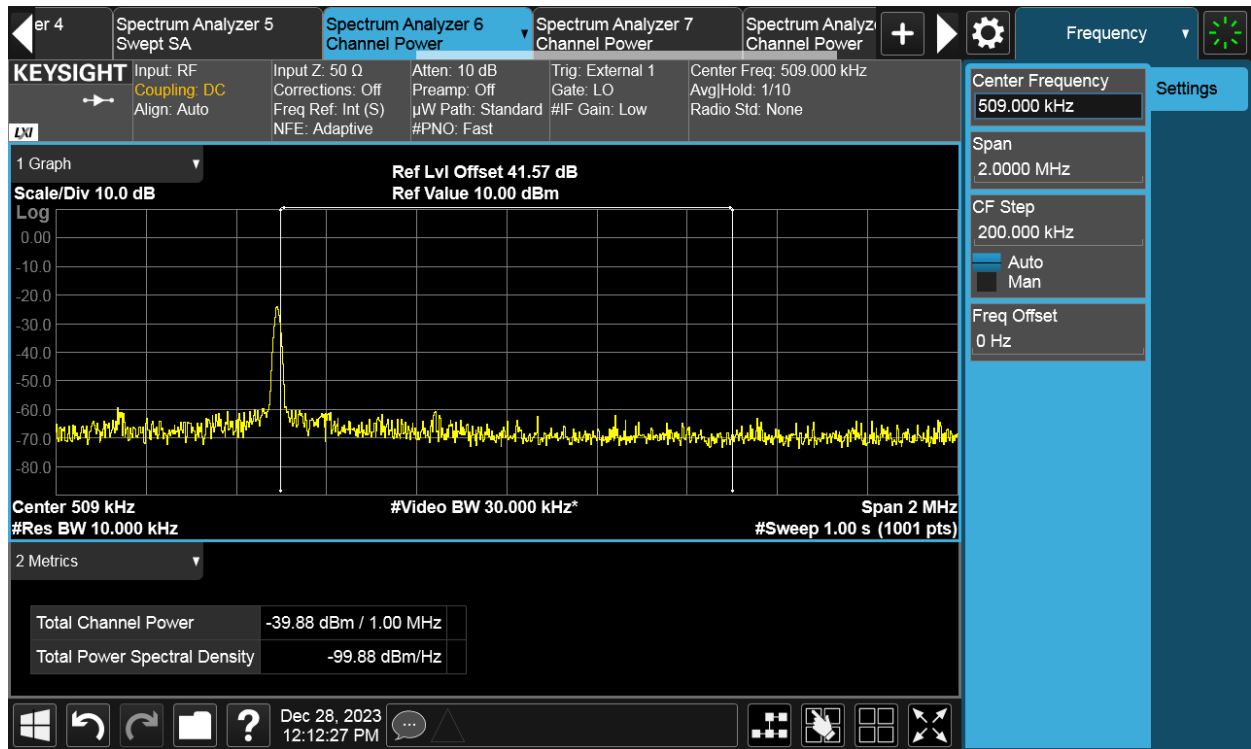 er 4
Spectrum Analyzer 5
Swept SA
Spectrum Analyzer 6
Channel Power
Spectrum Analyzer 7
Channel Power
Spectrum Analyz
Channel Power
Frequency
KEYSIGHT
LXI
Input: RF
Coupling: DC
Align: Auto
Input Z: 50 Ω
Corrections: Off
Freq Ref: Int (S)
NFE: Adaptive
Atten: 10 dB
Preamp: Off
µW Path: Standard
#PNO: Fast
Trig: External 1
Gate: LO
#IF Gain: Low
Center Freq: 509.000 kHz
Avg|Hold: 1/10
Radio Std: None
Center Frequency
509.000 kHz
Settings
Span
2.0000 MHz
CF Step
200.000 kHz
Auto
Man
Freq Offset
0 Hz
1 Graph
Scale/Div 10.0 dB
Ref Lvl Offset 41.57 dB
Ref Value 10.00 dBm
Log
0.00
-10.0
-20.0
-30.0
-40.0
-50.0
-60.0
-70.0
-80.0
Center 509 kHz
#Video BW 30.000 kHz*
Span 2 MHz
#Res BW 10.000 kHz
#Sweep 1.00 s (1001 pts)
2 Metrics
Total Channel Power -39.88 dBm / 1.00 MHz
Total Power Spectral Density -99.88 dBm/Hz
?
Dec 28, 2023
12:12:27 PM